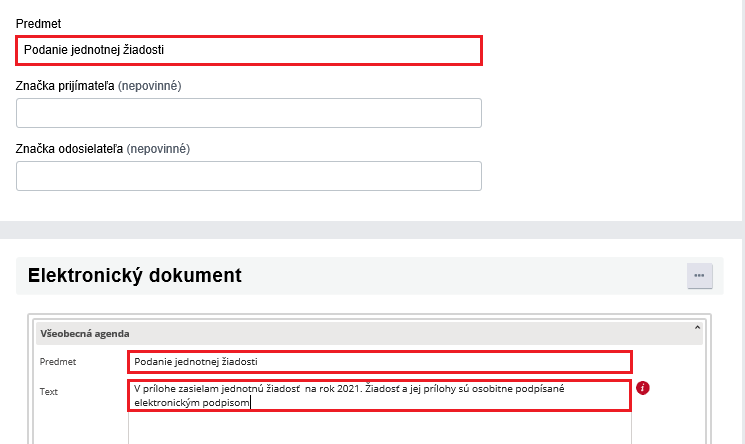 Predmet
Podanie jednotnej žiadosti
Značka prijímateľa (nepovinné)
Značka odosielateľa (nepovinné)
Elektronický dokument
Všeobecná agenda
Predmet
Podanie jednotnej žiadosti
Text
V prílohe zasielam jednotnú žiadosť  na rok 2021. Žiadosť a jej prílohy sú osobitne podpísané
elektronickým podpisom